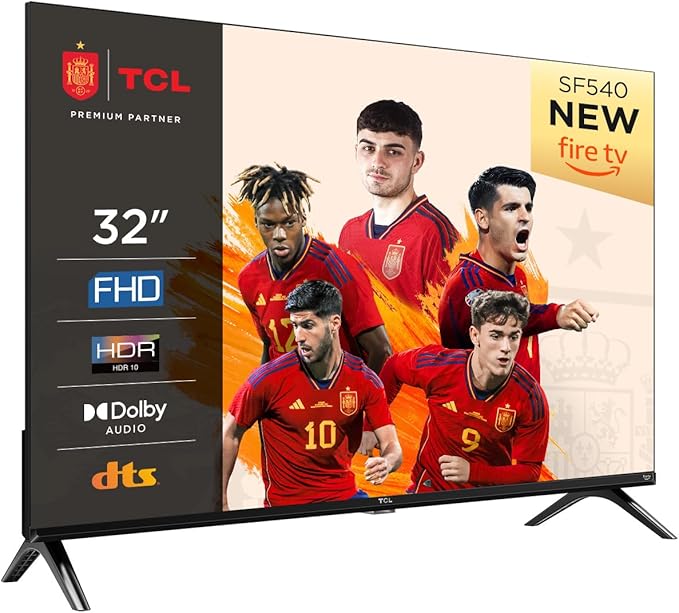 TCL
PREMIUM PARTNER
32"
FHD
HDR
HDR 10
Dolby
AUDIO
dts
SF540
NEW
fire tv
12
10
9
TCL